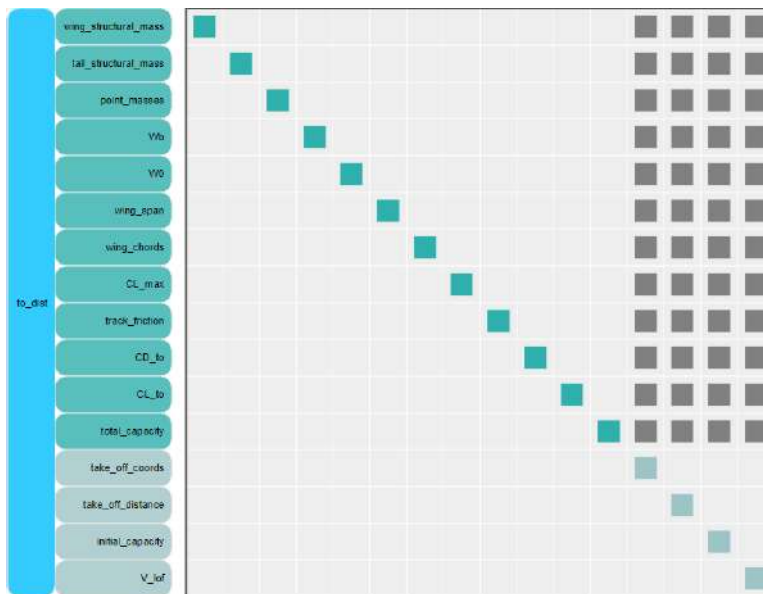 wing_structural_mass
tail_structural_mass
point_masses
Wb
W0
wing_span
wing_chords
CL_max
to_dist
track_friction
CD_to
CL_to
total_capacity
take_off_coords
take_off_distance
initial_capacity
V_lof